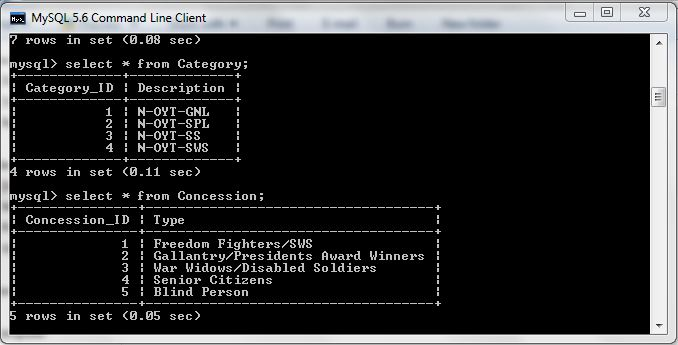 MySQL 5.6 Command Line Client
7 rows in set (0.08 sec)
mysql> select * from Category;
+-------------+-------------+
| Category_ID | Description |
+-------------+-------------+
| 1 | N-OYT-GNL |
| 2 | N-OYT-SPL |
| 3 | N-OYT-SS |
| 4 | N-OYT-SWS |
+-------------+-------------+
4 rows in set (0.11 sec)
mysql> select * from Concession;
+---------------+-----------------------------------+
| Concession_ID | Type |
+---------------+-----------------------------------+
| 1 | Freedom Fighters/SWS |
| 2 | Gallantry/Presidents Award Winners |
| 3 | War Widows/Disabled Soldiers |
| 4 | Senior Citizens |
| 5 | Blind Person |
+---------------+-----------------------------------+
5 rows in set (0.05 sec)